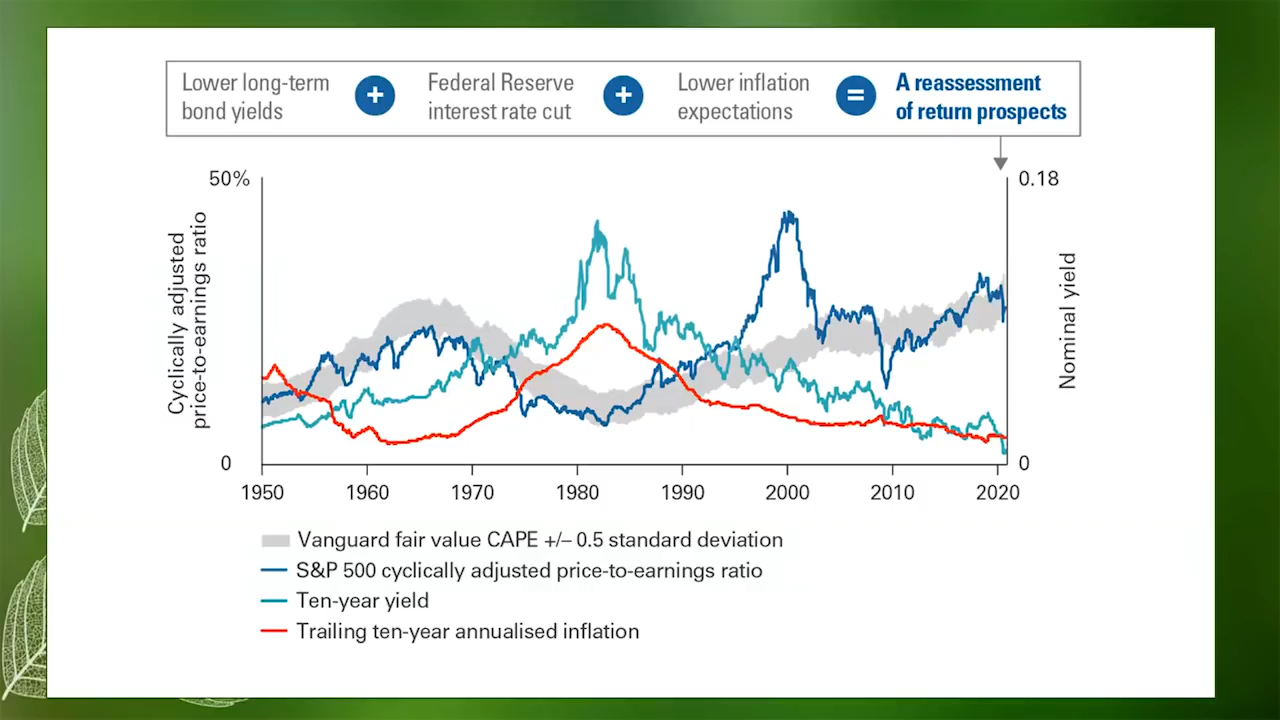 Lower long-term
bond yields
+
Federal Reserve
interest rate cut
+
Lower inflation
expectations
=
A reassessment
of return prospects
50%
0.18
Cyclically adjusted
price-to-earnings ratio
Nominal yield
0
0
1950 1960 1970 1980 1990 2000 2010 2020
Vanguard fair value CAPE +/– 0.5 standard deviation
S&P 500 cyclically adjusted price-to-earnings ratio
Ten-year yield
Trailing ten-year annualised inflation